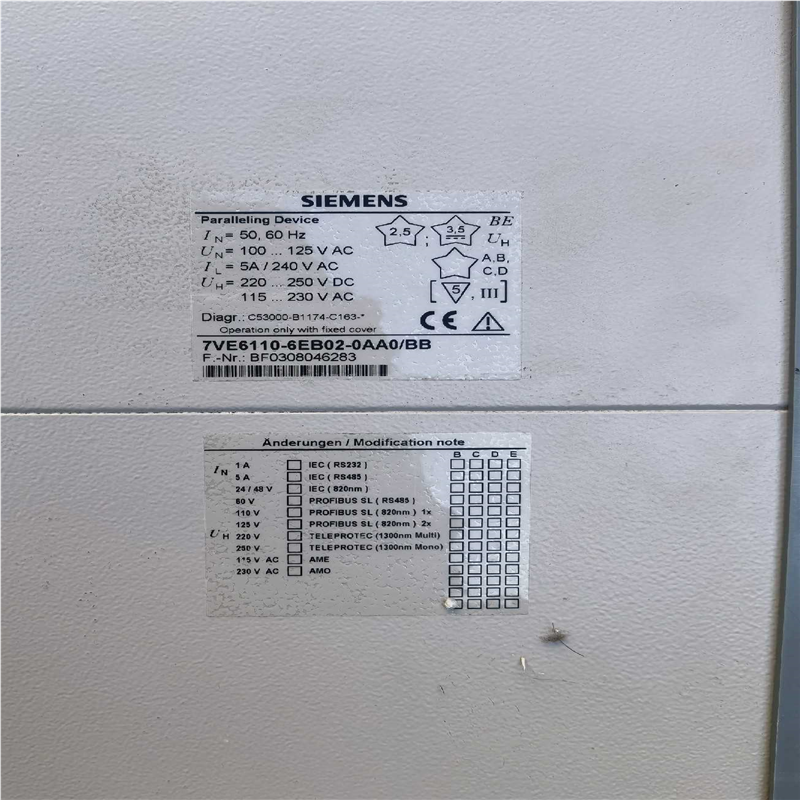 SIEMENS
Paralleling Device
IN= 50, 60 Hz
UN= 100 ... 125 V AC
IL= 5A / 240 V AC
UH= 220 ... 250 V DC
115 ... 230 V AC
2,5 ; 3,5 BE
UH
A,B,
C,D
[ 5 , III ]
Diagr.: C53000-B1174-C163-*
Operation only with fixed cover
CE
7VE6110-6EB02-0AA0/BB
F.-Nr.: BF0308046283
Änderungen / Modification note
B C D E
IN 1 A IEC ( RS232 )
5 A IEC ( RS485 )
24 / 48 V IEC ( 820nm )
60 V PROFIBUS SL ( RS485 )
110 V PROFIBUS SL ( 820nm ) 1x
125 V PROFIBUS SL ( 820nm ) 2x
UH 220 V TELEPROTEC (1300nm Multi)
250 V TELEPROTEC (1300nm Mono)
115 V AC AME
230 V AC AMO